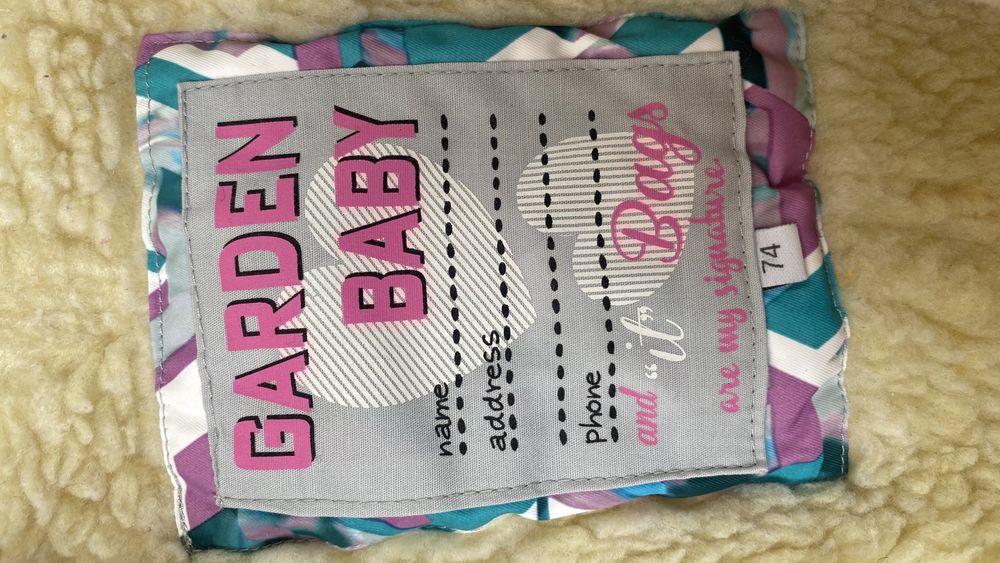 GARDEN
BABY
name
address
phone
and "it" Bags
are my signature
74